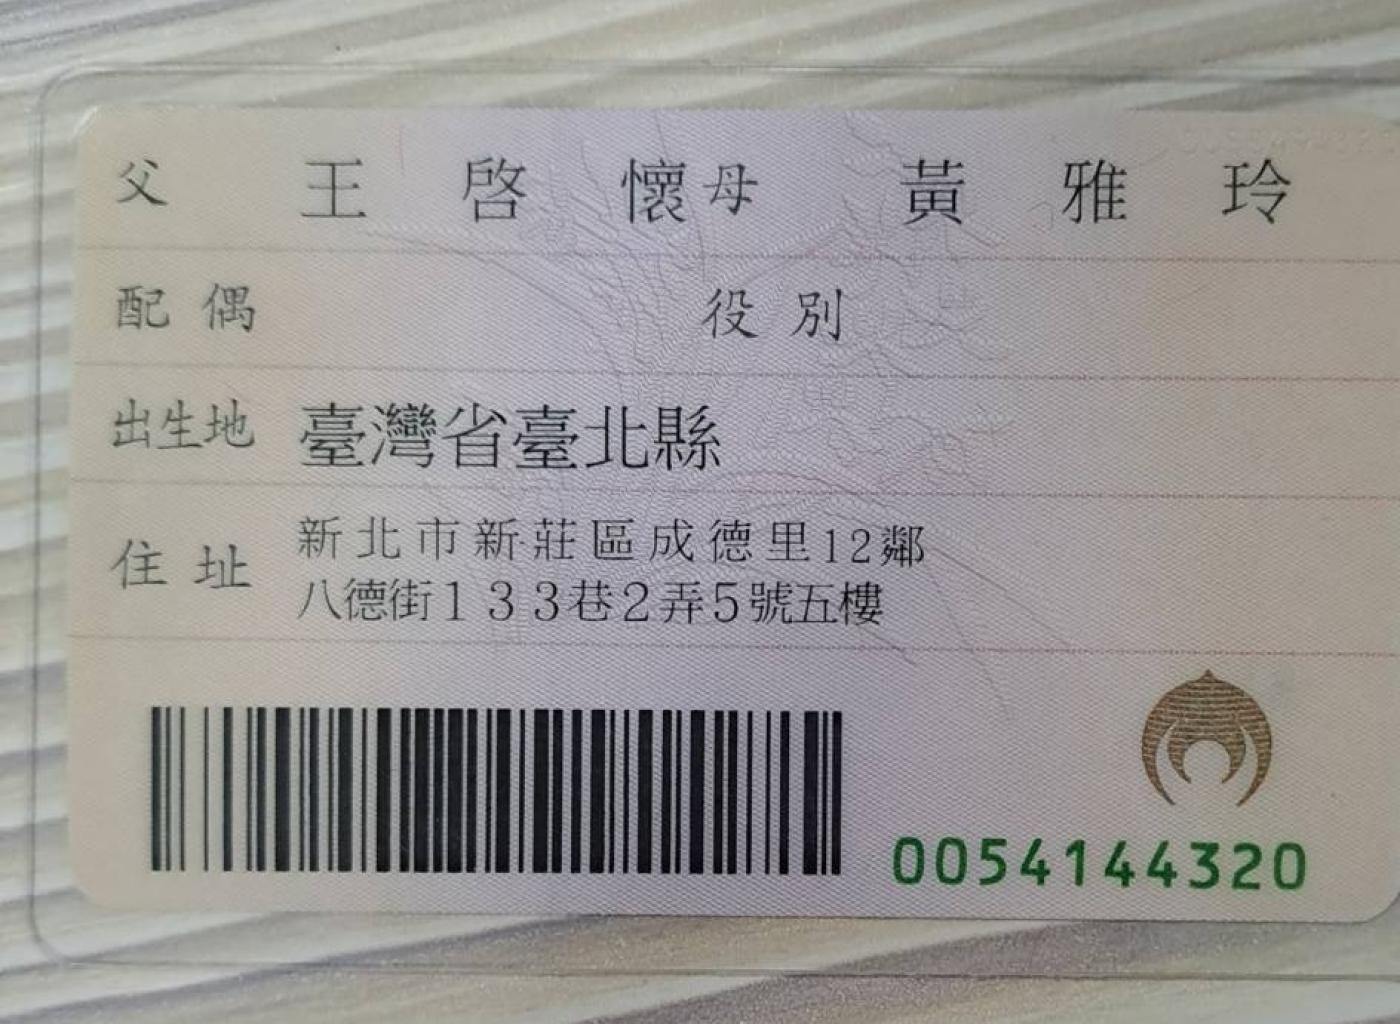 父 王啓懷 母 黃雅玲
配偶 役別
出生地 臺灣省臺北縣
住址 新北市新莊區成德里12鄰
八德街133巷2弄5號五樓
0054144320